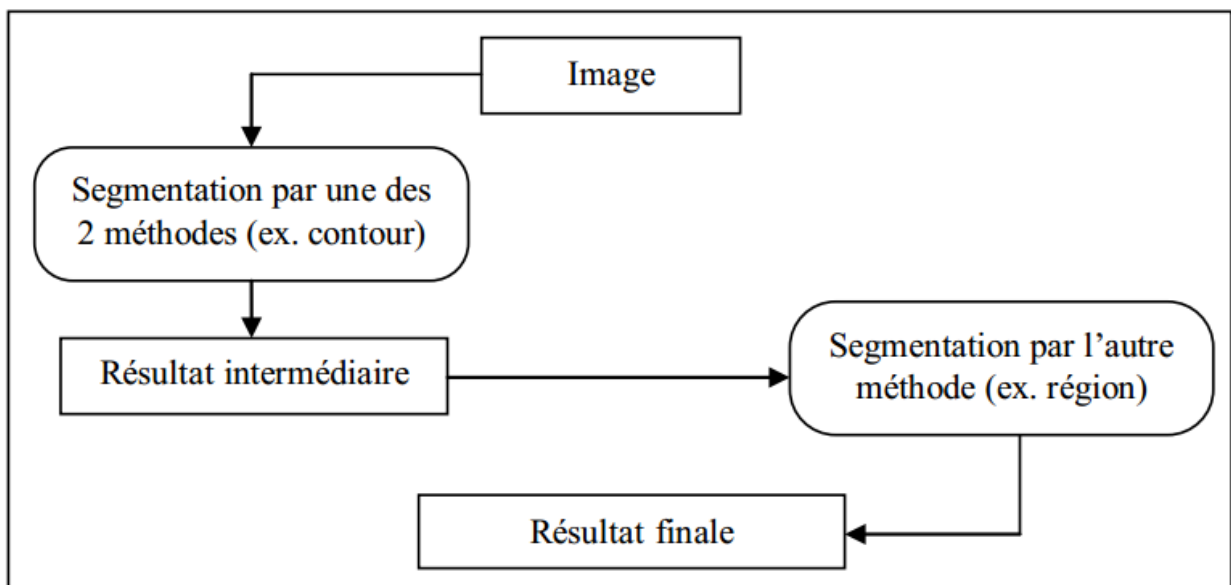 Image
Segmentation par une des
2 méthodes (ex. contour)
Résultat intermédiaire
Segmentation par l’autre
méthode (ex. région)
Résultat finale